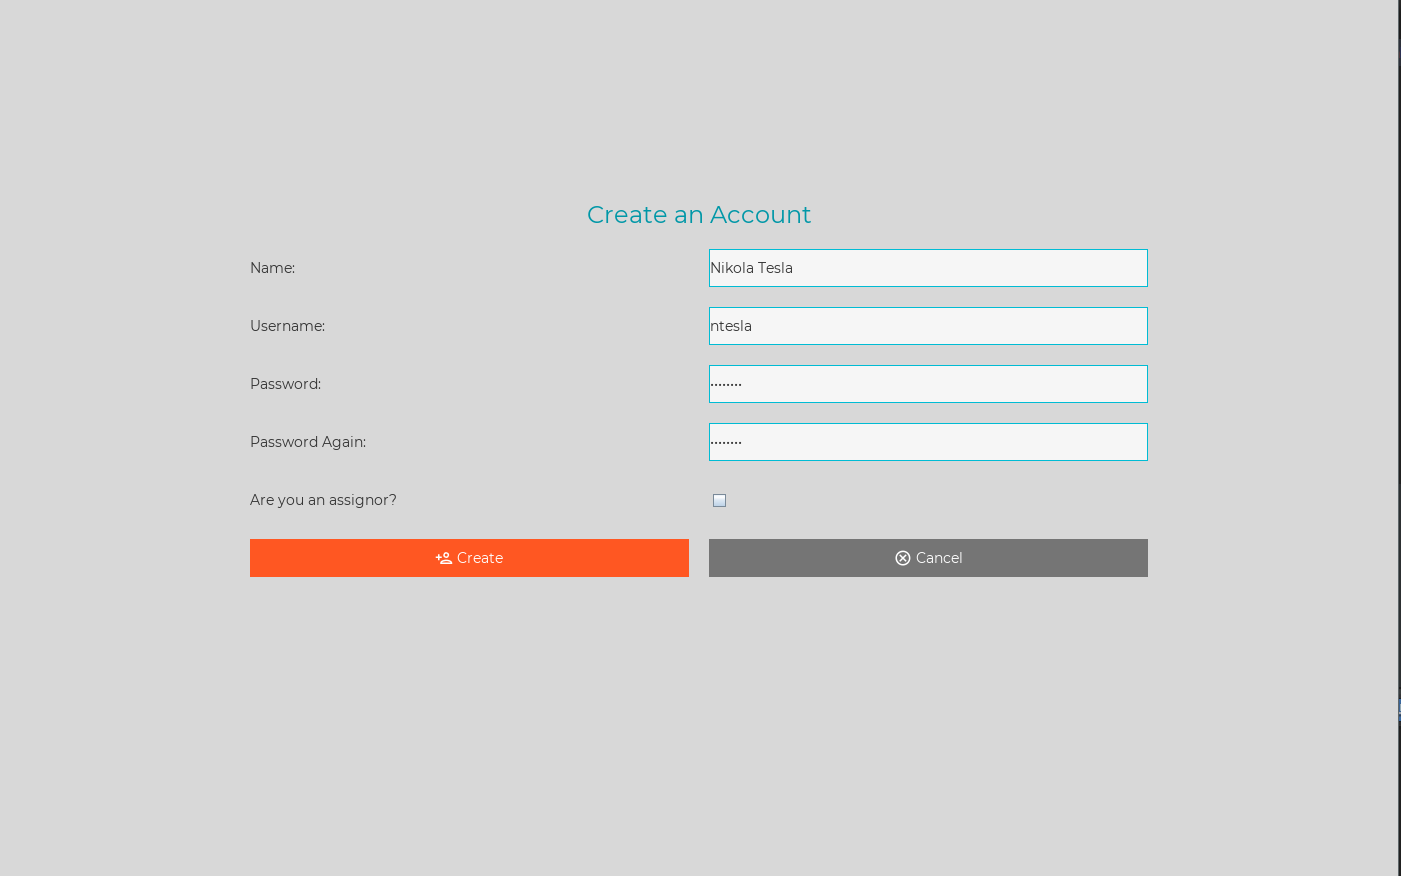 Create an Account
Name: Nikola Tesla
Username: ntesla
Password: ········
Password Again: ········
Are you an assignor?
Create Cancel